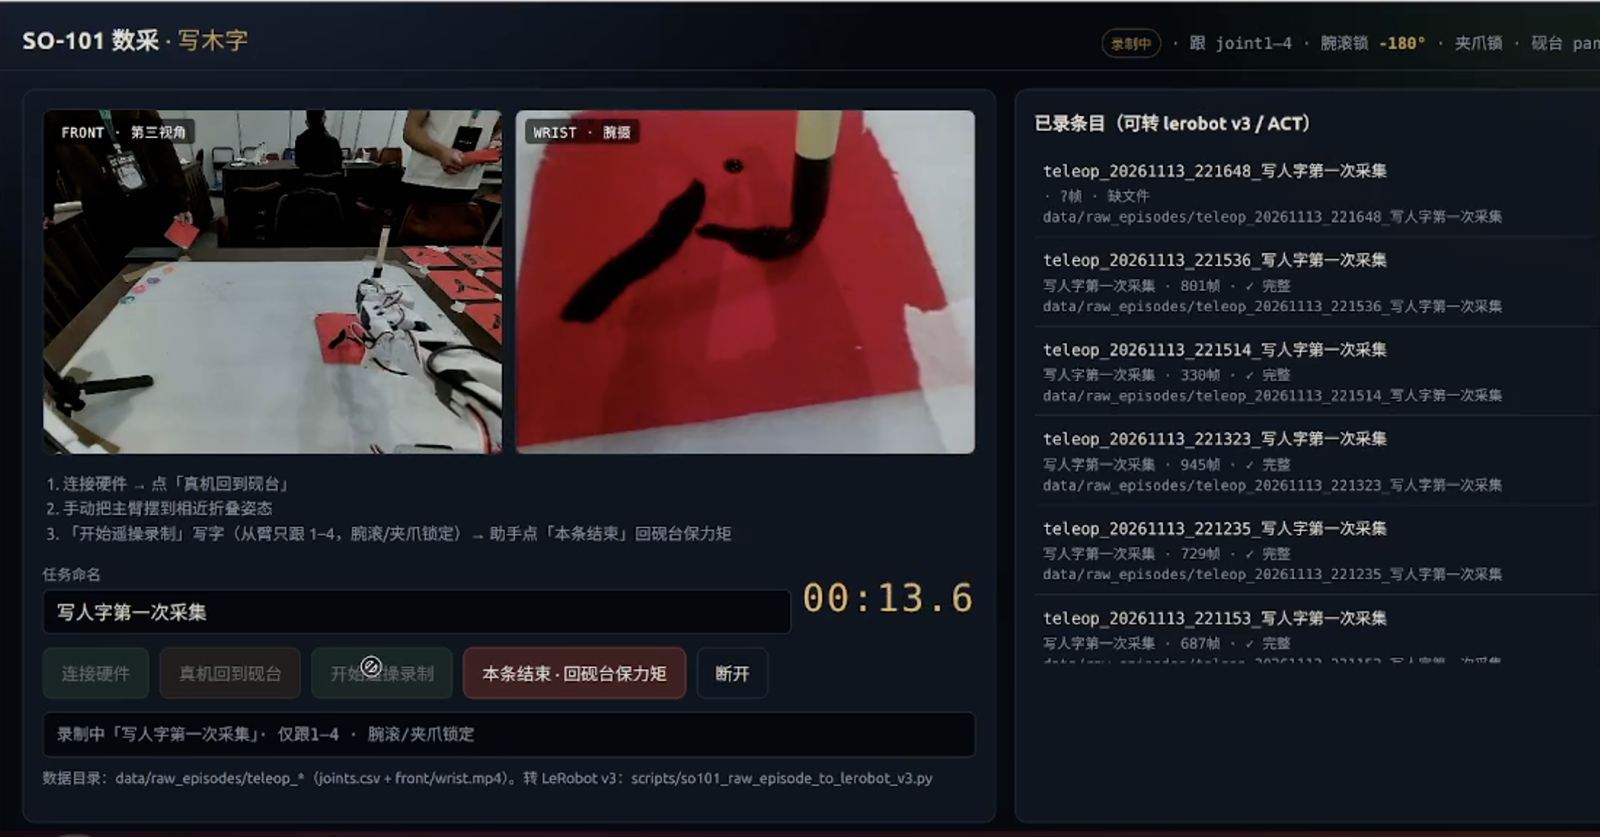 SO-101 数采 · 写木字
录制中 · 跟 joint1–4 · 腕滚锁 -180° · 夹爪锁 · 砚台 pan
FRONT · 第三视角
WRIST · 腕摄
1. 连接硬件 → 点「真机回到砚台」
2. 手动把主臂摆到相近折叠姿态
3. 「开始遥操录制」写字（从臂只跟 1–4，腕滚/夹爪锁定）→ 助手点「本条结束」回砚台保力矩
任务命名
写人字第一次采集
00:13.6
连接硬件
真机回到砚台
开始遥操录制
本条结束 · 回砚台保力矩
断开
录制中「写人字第一次采集」· 仅跟1–4 · 腕滚/夹爪锁定
数据目录：data/raw_episodes/teleop_*（joints.csv + front/wrist.mp4）。转 LeRobot v3：scripts/so101_raw_episode_to_lerobot_v3.py
已录条目（可转 lerobot v3 / ACT）
teleop_20261113_221648_写人字第一次采集
· ?帧 · 缺文件
data/raw_episodes/teleop_20261113_221648_写人字第一次采集
teleop_20261113_221536_写人字第一次采集
写人字第一次采集 · 801帧 · ✓ 完整
data/raw_episodes/teleop_20261113_221536_写人字第一次采集
teleop_20261113_221514_写人字第一次采集
写人字第一次采集 · 330帧 · ✓ 完整
data/raw_episodes/teleop_20261113_221514_写人字第一次采集
teleop_20261113_221323_写人字第一次采集
写人字第一次采集 · 945帧 · ✓ 完整
data/raw_episodes/teleop_20261113_221323_写人字第一次采集
teleop_20261113_221235_写人字第一次采集
写人字第一次采集 · 729帧 · ✓ 完整
data/raw_episodes/teleop_20261113_221235_写人字第一次采集
teleop_20261113_221153_写人字第一次采集
写人字第一次采集 · 687帧 · ✓ 完整